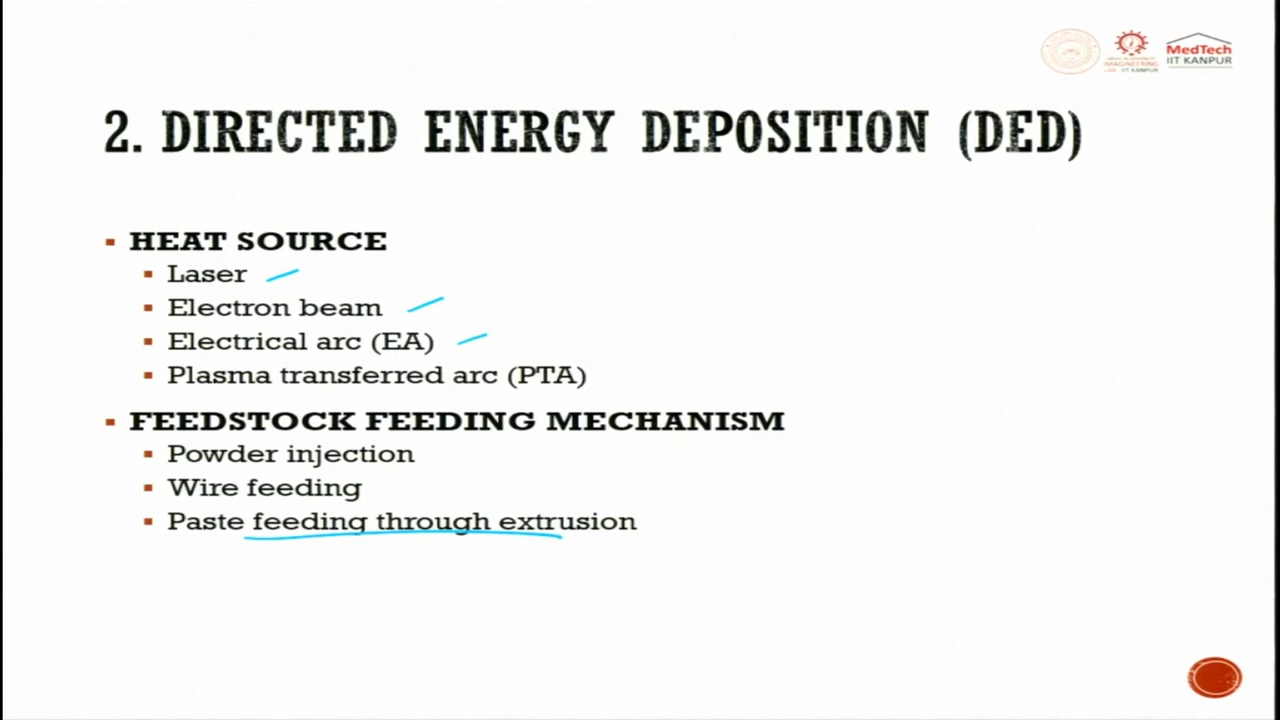 MedTech
IIT KANPUR
2. DIRECTED ENERGY DEPOSITION (DED)
HEAT SOURCE
Laser
Electron beam
Electrical arc (EA)
Plasma transferred arc (PTA)
FEEDSTOCK FEEDING MECHANISM
Powder injection
Wire feeding
Paste feeding through extrusion